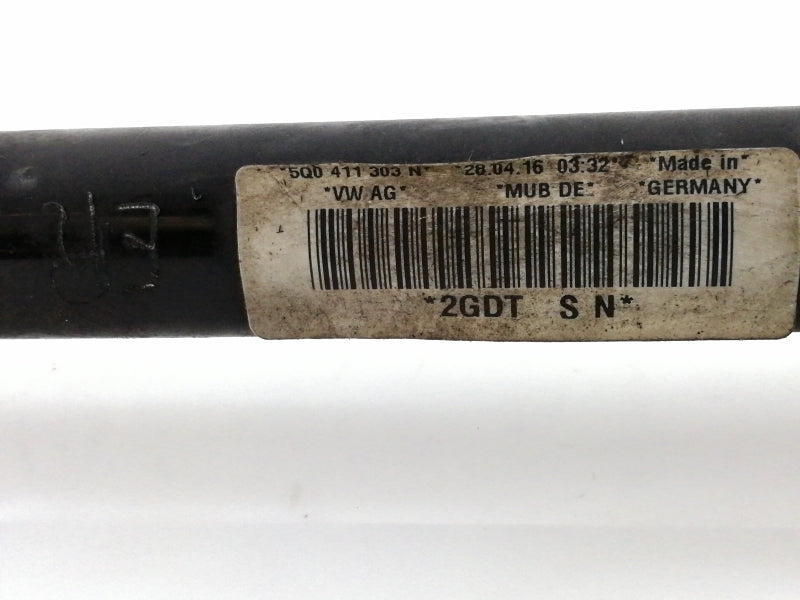 *5Q0 411 303 N* *28.04.16 03:32* *Made in*
*VW AG* *MUB DE* *GERMANY*
*2GDT S N*